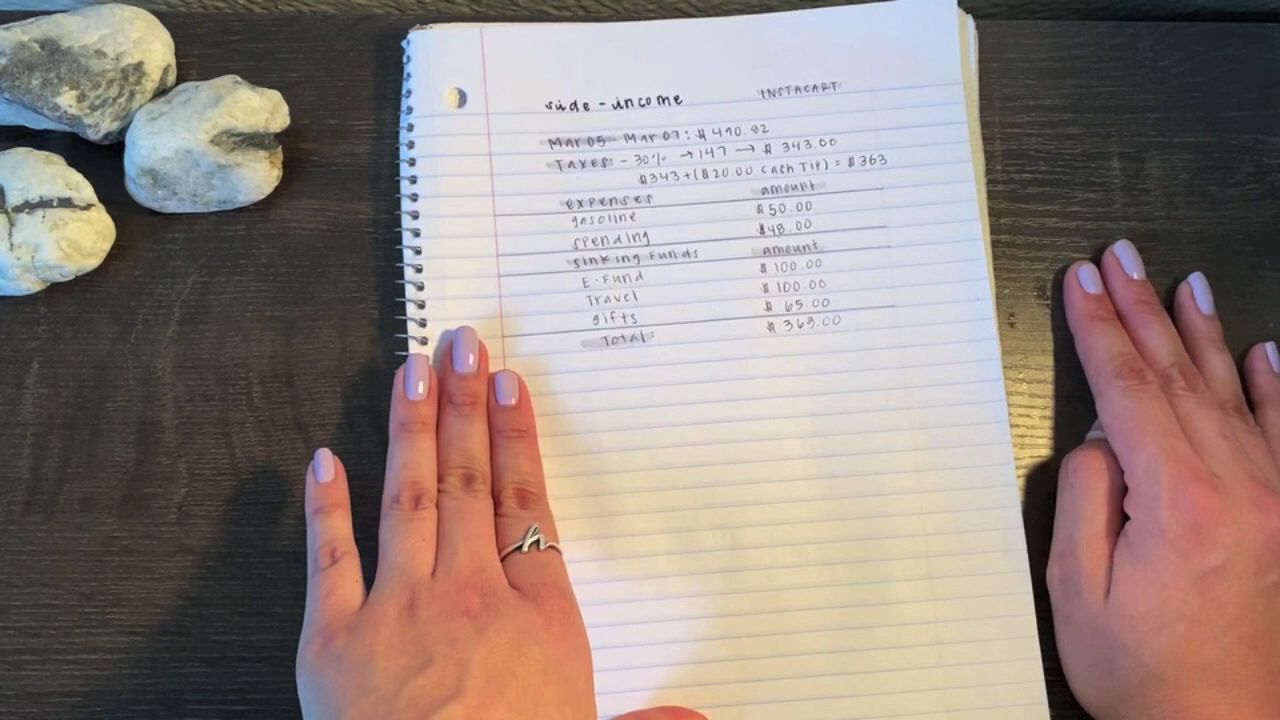 side-income INSTACART
Mar 05 - Mar 07: $ 490.82
Taxes: - 30% → 147 → $ 343.00
$343 + ($20.00 Cash Tip) = $363
expenses amount
gasoline $50.00
spending $48.00
sinking Funds amount
E-Fund $ 100.00
Travel $ 100.00
gifts $ 65.00
Total: $ 363.00